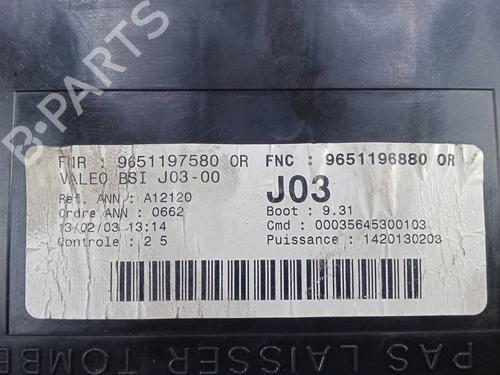 FNR : 9651197580 OR FNC : 9651196880 OR
VALEO BSI J03-00
J03
Ref. ANN : A12120
Ordre ANN : 0662
Boot : 9.31
13/02/03 13:14
Cmd : 00035645300103
Controle : 2 5
Puissance : 1420130203
PAS LAISSER TOMBE
B-PARTS